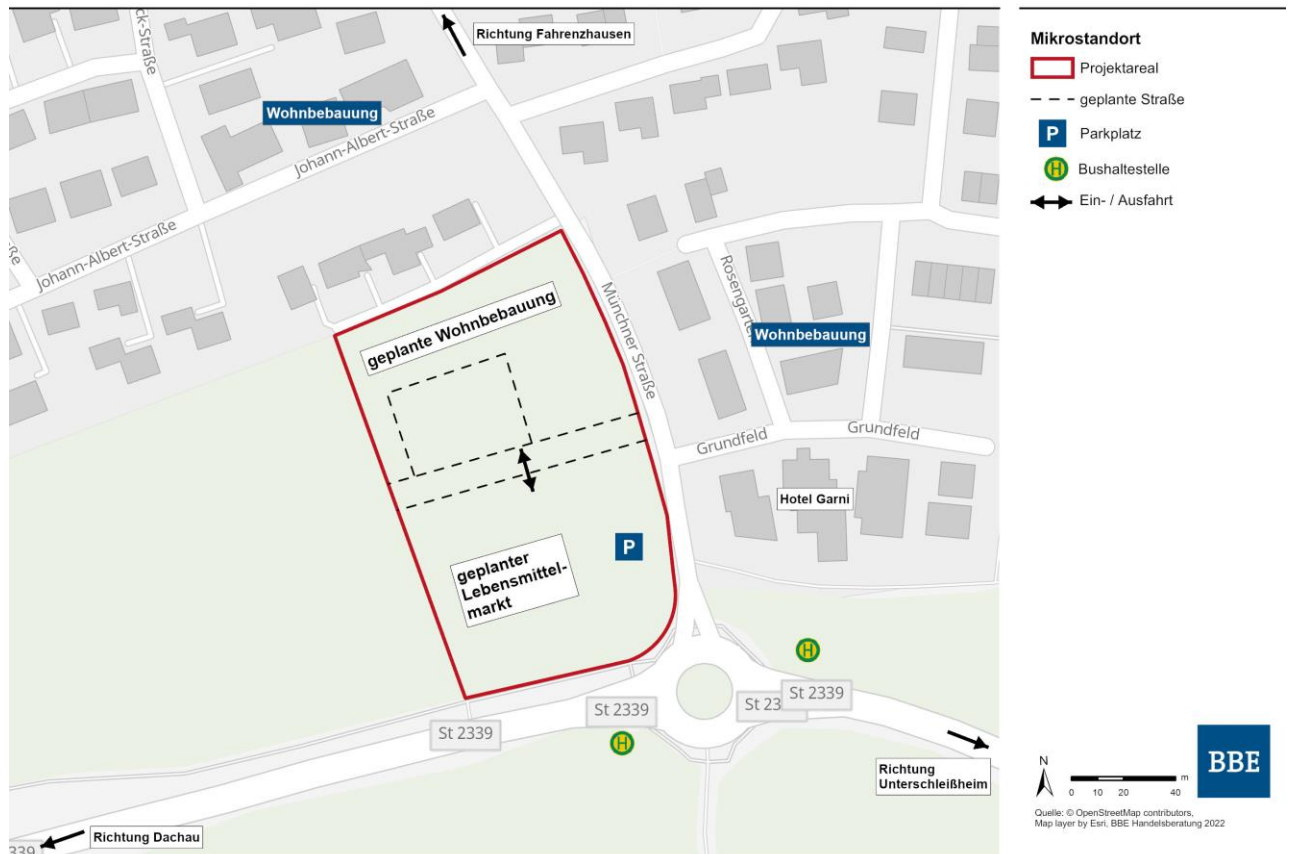 ck-Straße
Richtung Fahrenzhausen
Wohnbebauung
Johann-Albert-Straße
Johann-Albert-Straße
ße
geplante Wohnbebauung
Münchner Straße
Rosengarten
Wohnbebauung
Grundfeld
Grundfeld
Hotel Garni
P
geplanter
Lebensmittel-
markt
H
St 2339
St 23
St 2339
St 2339
H
Richtung
Unterschleißheim
Richtung Dachau
339
Mikrostandort
Projektareal
geplante Straße
P
Parkplatz
H
Bushaltestelle
Ein- / Ausfahrt
BBE
N
m
0 10 20 40
Quelle: © OpenStreetMap contributors,
Map layer by Esri, BBE Handelsberatung 2022